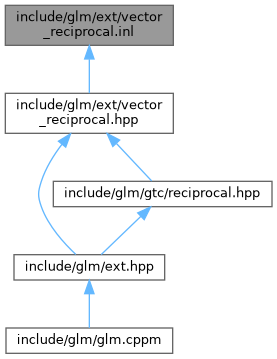 include/glm/ext/vector
_reciprocal.inl
include/glm/ext/vector
_reciprocal.hpp
include/glm/gtc/reciprocal.hpp
include/glm/ext.hpp
include/glm/glm.cppm